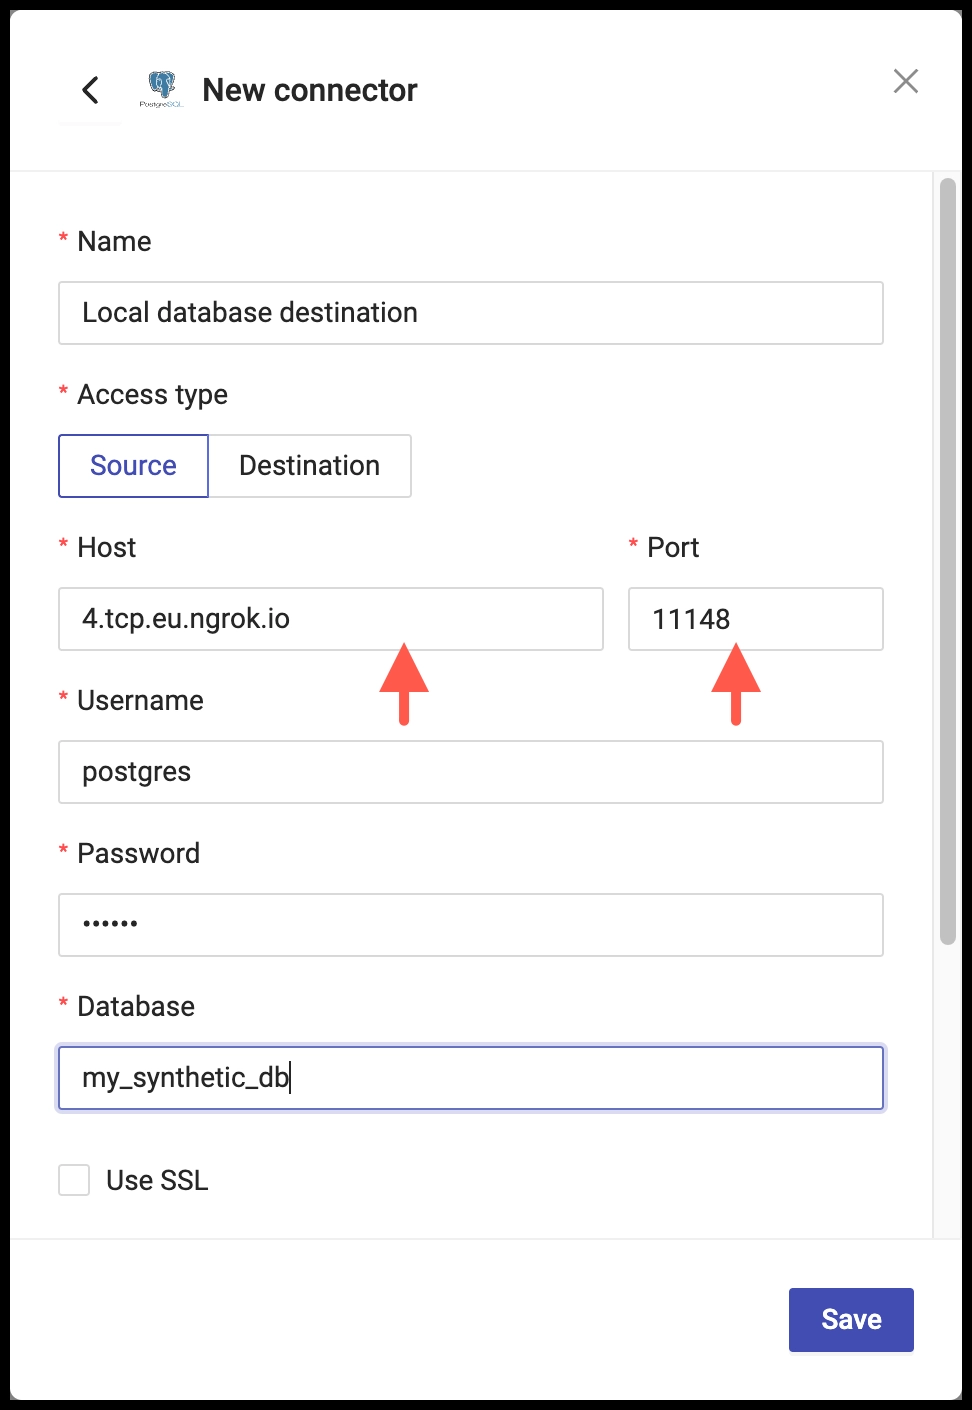 PostgreSQL
New connector
* Name
Local database destination
* Access type
Source Destination
* Host * Port
4.tcp.eu.ngrok.io 11148
* Username
postgres
* Password
••••••
* Database
my_synthetic_db
Use SSL
Save